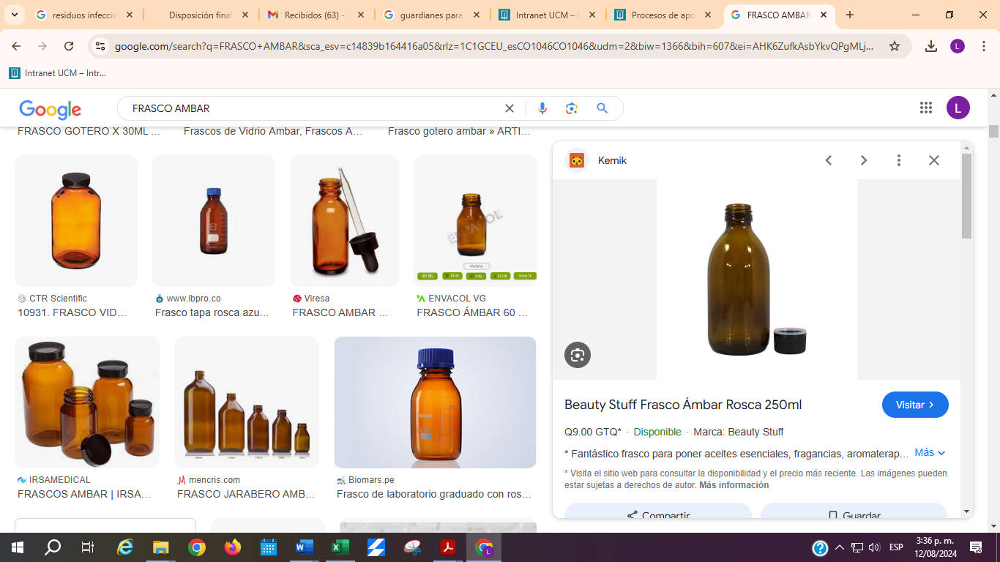 residuos infeccio
Disposición final
Recibidos (63) -
guardianes para
Intranet UCM – I
Procesos de apo
FRASCO AMBAR
google.com/search?q=FRASCO+AMBAR&sca_esv=c14839b164416a05&rlz=1C1GCEU_esCO1046CO1046&udm=2&biw=1366&bih=607&ei=AHK6ZufkAsbYkvQPgMLj...
L
Intranet UCM – Intr...
Google
FRASCO AMBAR
L
FRASCO GOTERO X 30ML ...
Frascos de Vidrio Ambar, Frascos A...
Frasco gotero ambar » ARTI...
ENVACOL
Medidas
60 ML
CTR Scientific
10931. FRASCO VID...
www.lbpro.co
Frasco tapa rosca azu...
Viresa
FRASCO AMBAR ...
ENVACOL VG
FRASCO ÁMBAR 60 ...
IRSAMEDICAL
FRASCOS AMBAR | IRSA...
mencris.com
FRASCO JARABERO AMB...
Biomars.pe
Frasco de laboratorio graduado con ros...
Kemik
Beauty Stuff Frasco Ámbar Rosca 250ml
Visitar
Q9.00 GTQ* · Disponible · Marca: Beauty Stuff
* Fantástico frasco para poner aceites esenciales, fragancias, aromaterap... Más
* Visita el sitio web para consultar la disponibilidad y el precio más reciente. Las imágenes pueden
estar sujetas a derechos de autor. Más información
Compartir
Guardar
ESP
3:36 p. m.
12/08/2024